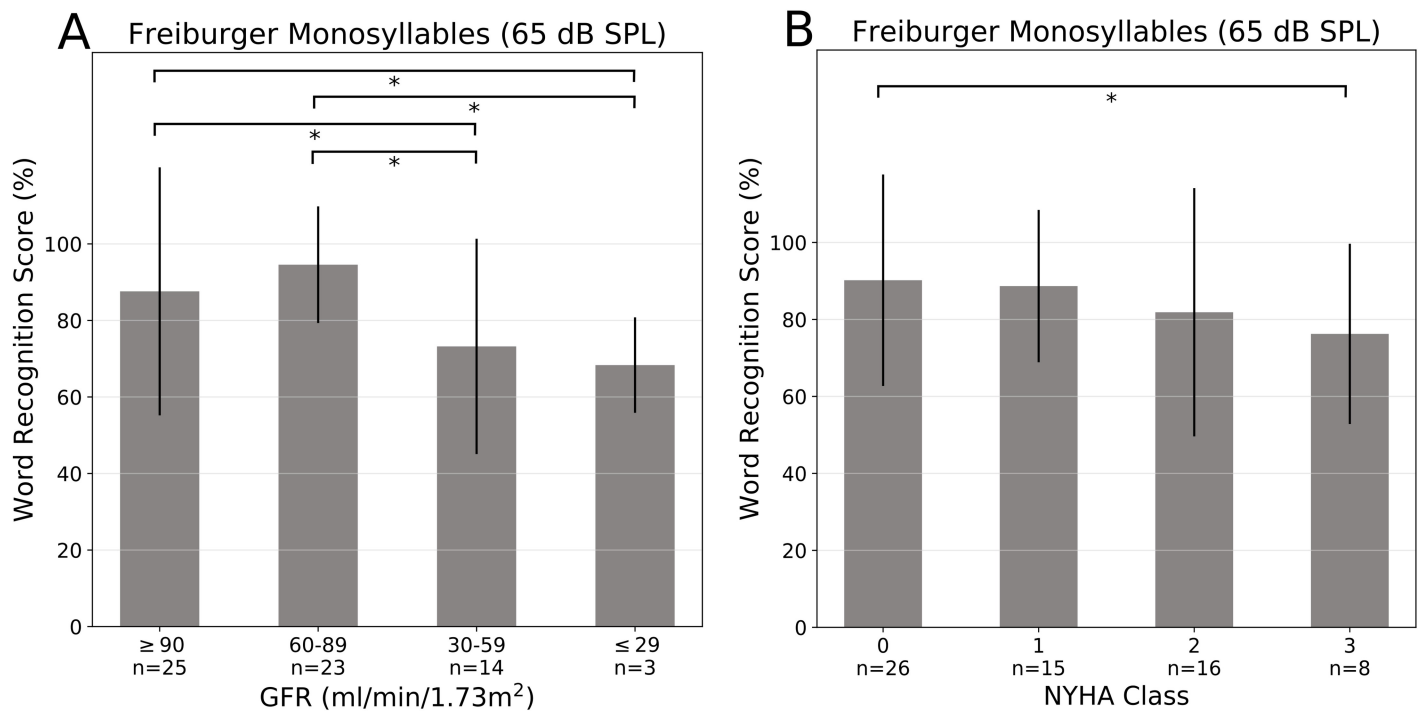 A
Freiburger Monosyllables (65 dB SPL)
*
*
*
*
Word Recognition Score (%)
100
80
60
40
20
0
≥90
n=25
60-89
n=23
30-59
n=14
≤29
n=3
GFR (ml/min/1.73m²)
B
Freiburger Monosyllables (65 dB SPL)
*
Word Recognition Score (%)
100
80
60
40
20
0
0
n=26
1
n=15
2
n=16
3
n=8
NYHA Class